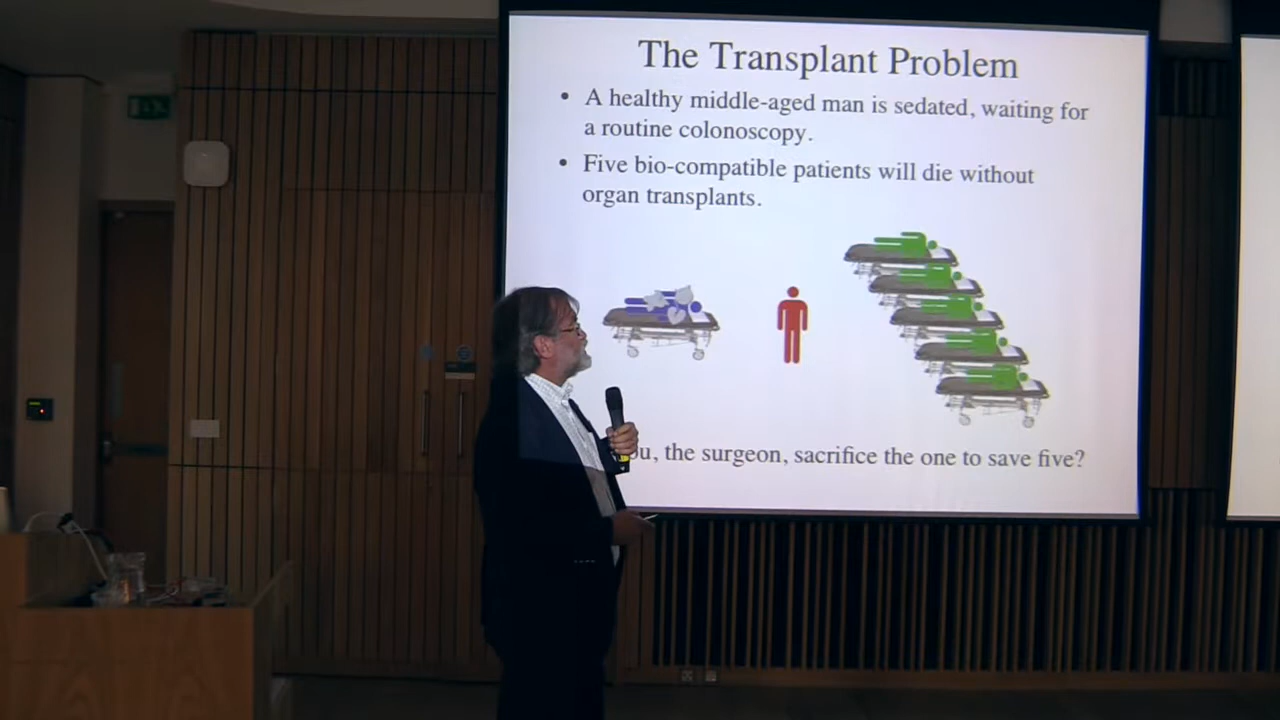 The Transplant Problem
• A healthy middle-aged man is sedated, waiting for
a routine colonoscopy.
• Five bio-compatible patients will die without
organ transplants.
, the surgeon, sacrifice the one to save five?